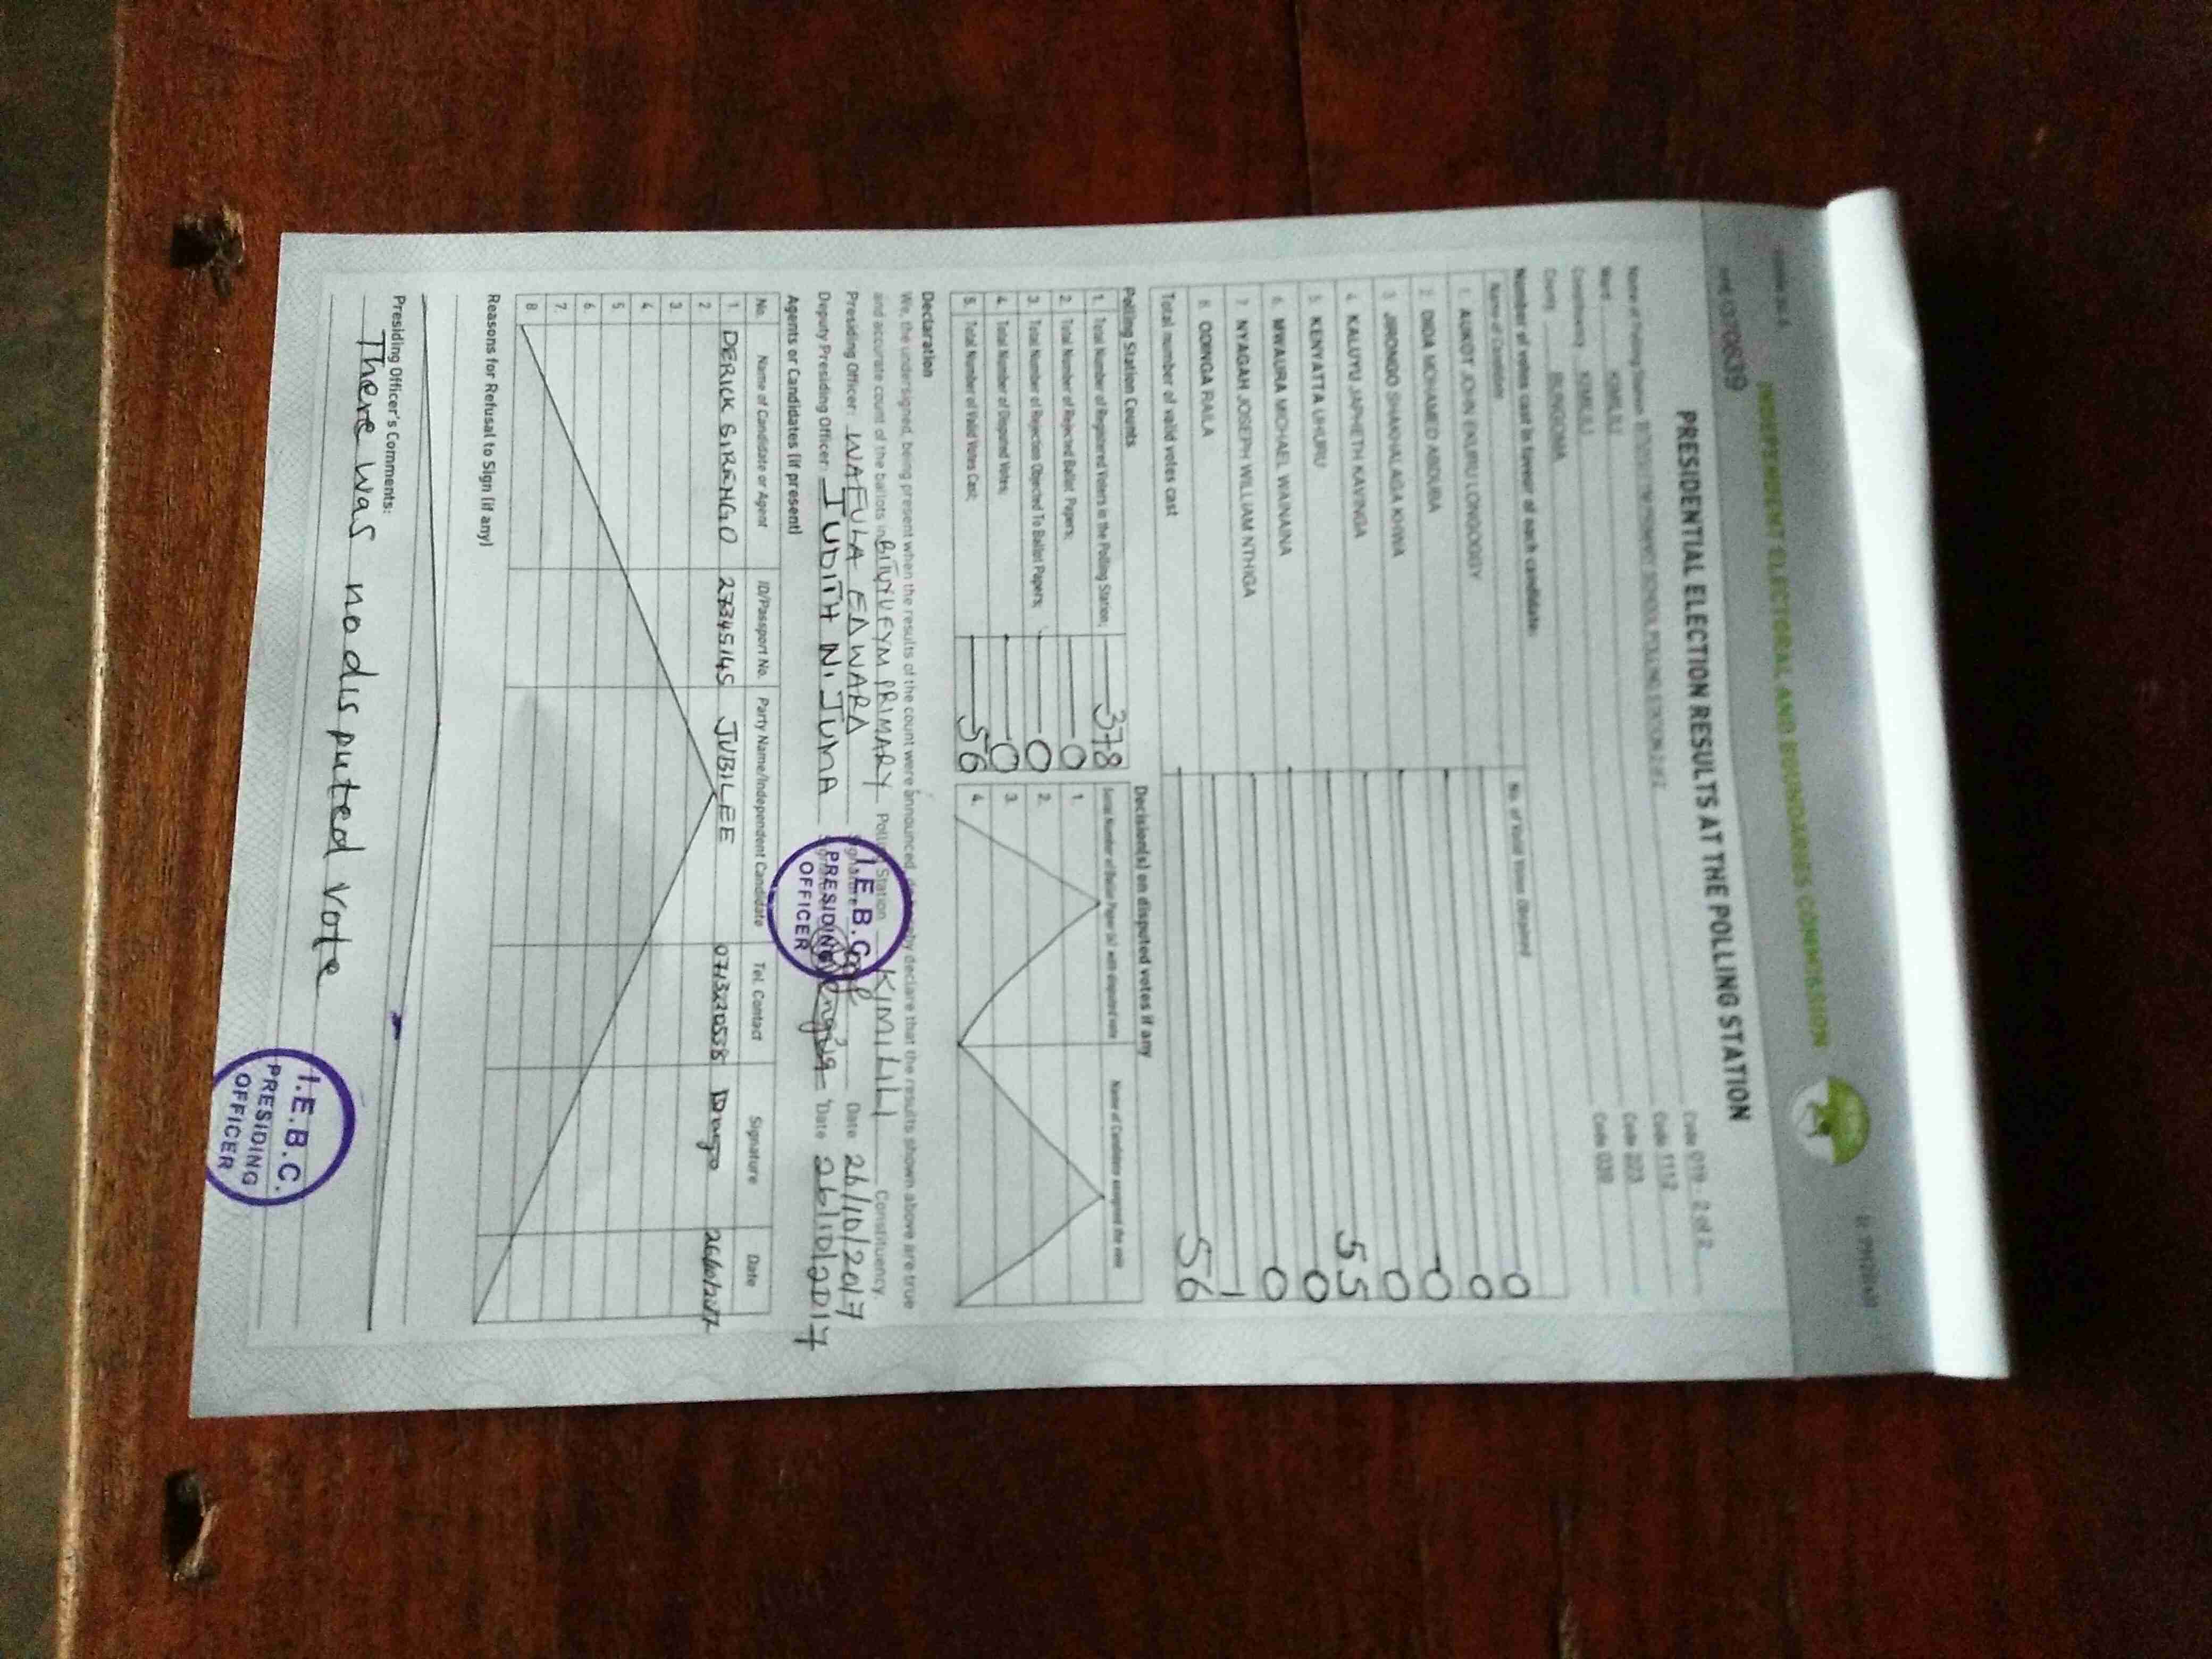 INDEPENDENT ELECTORAL AND BOUNDARIES COMMISSION
PRESIDENTIAL ELECTION RESULTS AT THE POLLING STATION
Name of Polling Station PRIMARY SCHOOL POLLING STATION 2 of 2 Code 019 - 2 of 2
Ward KIMILILI Code 1112
Constituency KIMILILI Code 223
County BUNGOMA Code 039
Number of votes cast in favour of each candidate:
Name of Candidate No. of Valid Votes Obtained
1. AUKOT JOHN EKURU LONGOGGY 0
2. DIDA MOHAMED ABDUBA 0
3. JIRONGO SHAKHALAGA KHWA 0
4. KALUYU JAPHETH KAVINGA 0
5. KENYATTA UHURU 55
6. MWAURA MICHAEL WAINAINA 0
7. NYAGAH JOSEPH WILLIAM NTHIGA 0
8. ODINGA RAILA 1
Total number of valid votes cast 56
Polling Station Counts
1. Total Number of Registered Voters in the Polling Station; 378
2. Total Number of Rejected Ballot Papers; 0
3. Total Number of Rejection Objected To Ballot Papers; 0
4. Total Number of Disputed Votes; 0
5. Total Number of Valid Votes Cast; 56
Decision(s) on disputed votes if any
Serial Number of Ballot Paper (s) with disputed vote Name of Candidate assigned the vote
1.
2.
3.
4.
Declaration
We, the undersigned, being present when the results of the count were announced, do hereby declare that the results shown above are true
and accurate count of the ballots in BITUYU FYM PRIMARY Polling Station KIMILILI Constituency.
Presiding Officer: WAFULA EDWARD Signature Date 26/10/2017
Deputy Presiding Officer: JUDITH N. JUMA Signature Date 26/10/2017
I.E.B.C.
PRESIDING
OFFICER
Agents or Candidates (if present)
No. Name of Candidate or Agent ID/Passport No. Party Name/Independent Candidate Tel. Contact Signature Date
1. DERICK SIRENGO 27345145 JUBILEE 0713230558 26/10/2017
2
3.
4
5
6
7.
8
Reasons for Refusal to Sign (if any)
Presiding Officer's Comments:
There was no disputed vote
I.E.B.C.
PRESIDING
OFFICER